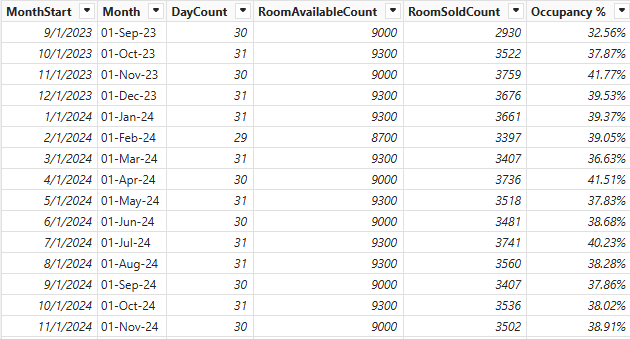 MonthStart Month DayCount RoomAvailableCount RoomSoldCount Occupancy %
9/1/2023 01-Sep-23 30 9000 2930 32.56%
10/1/2023 01-Oct-23 31 9300 3522 37.87%
11/1/2023 01-Nov-23 30 9000 3759 41.77%
12/1/2023 01-Dec-23 31 9300 3676 39.53%
1/1/2024 01-Jan-24 31 9300 3661 39.37%
2/1/2024 01-Feb-24 29 8700 3397 39.05%
3/1/2024 01-Mar-24 31 9300 3407 36.63%
4/1/2024 01-Apr-24 30 9000 3736 41.51%
5/1/2024 01-May-24 31 9300 3518 37.83%
6/1/2024 01-Jun-24 30 9000 3481 38.68%
7/1/2024 01-Jul-24 31 9300 3741 40.23%
8/1/2024 01-Aug-24 31 9300 3560 38.28%
9/1/2024 01-Sep-24 30 9000 3407 37.86%
10/1/2024 01-Oct-24 31 9300 3536 38.02%
11/1/2024 01-Nov-24 30 9000 3502 38.91%